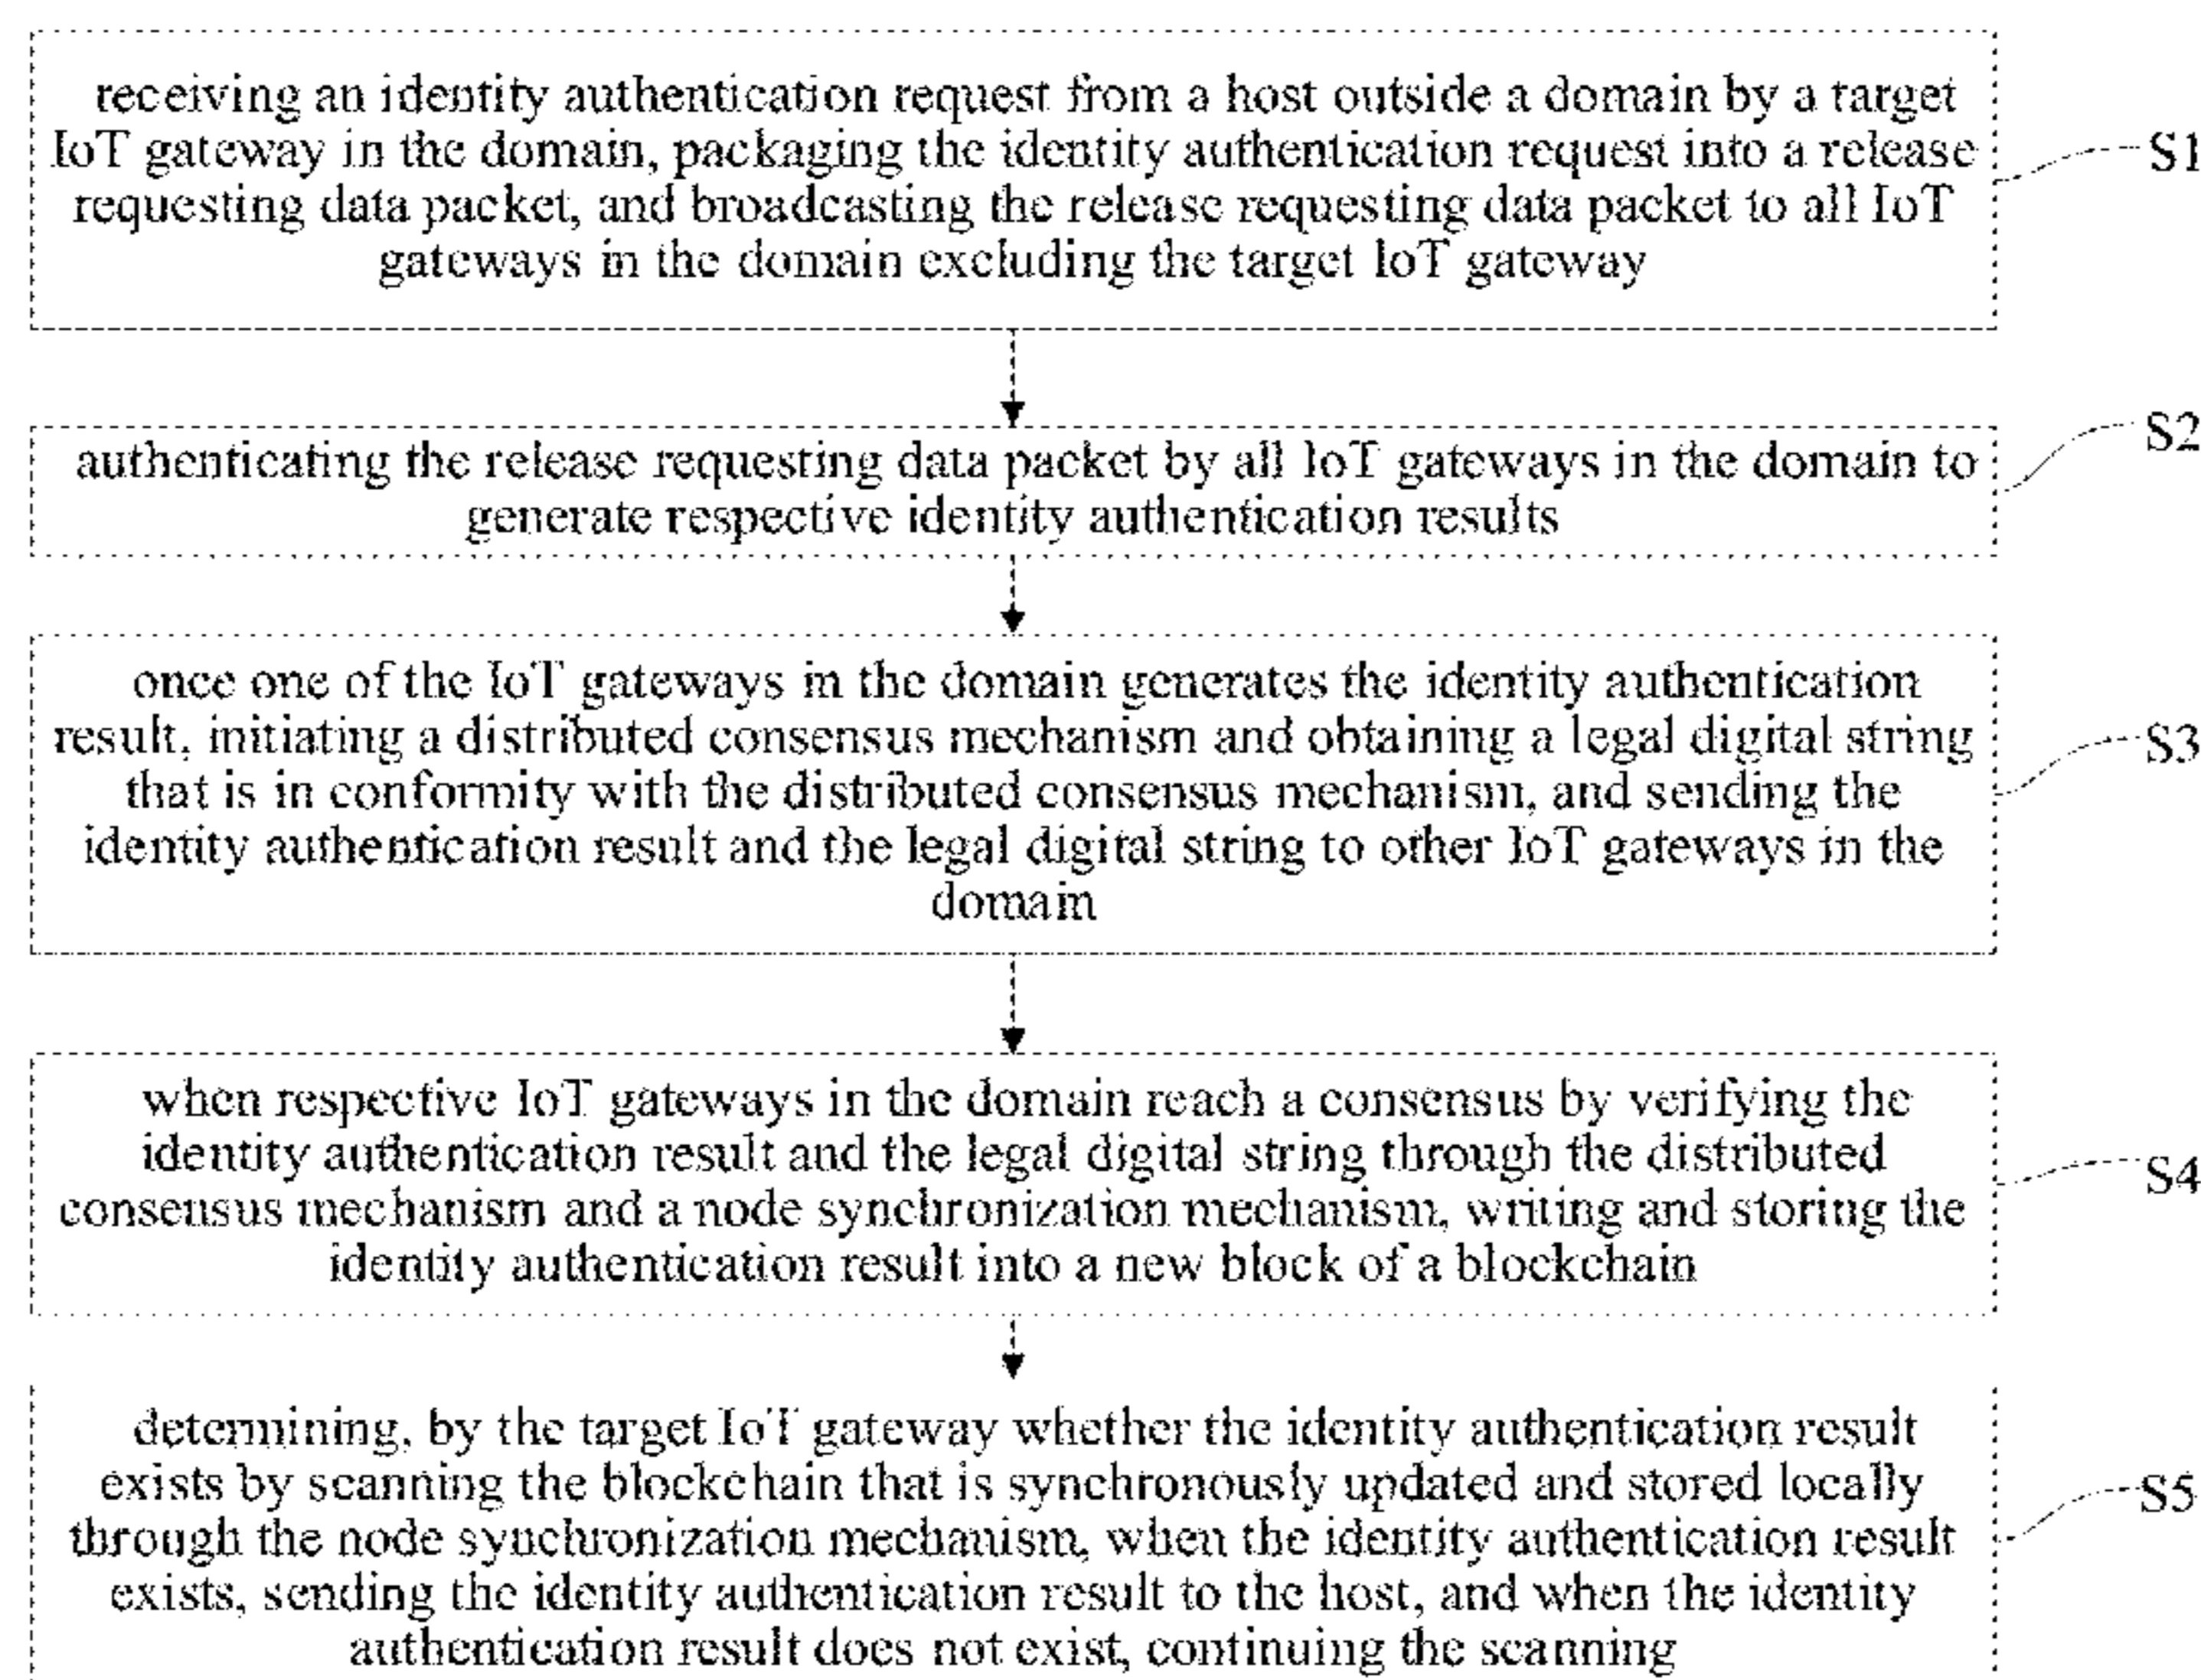 receiving an identity authentication request from a host outside a domain by a target
IoT gateway in the domain, packaging the identity authentication request into a release
requesting data packet, and broadcasting the release requesting data packet to all IoT
gateways in the domain excluding the target IoT gateway
S1
authenticating the release requesting data packet by all IoT gateways in the domain to
generate respective identity authentication results
S2
once one of the IoT gateways in the domain generates the identity authentication
result, initiating a distributed consensus mechanism and obtaining a legal digital string
that is in conformity with the distributed consensus mechanism, and sending the
identity authentication result and the legal digital string to other IoT gateways in the
domain
S3
when respective IoT gateways in the domain reach a consensus by verifying the
identity authentication result and the legal digital string through the distributed
consensus mechanism and a node synchronization mechanism, writing and storing the
identity authentication result into a new block of a blockchain
S4
determining, by the target IoT gateway whether the identity authentication result
exists by scanning the blockchain that is synchronously updated and stored locally
through the node synchronization mechanism, when the identity authentication result
exists, sending the identity authentication result to the host, and when the identity
authentication result does not exist, continuing the scanning
S5